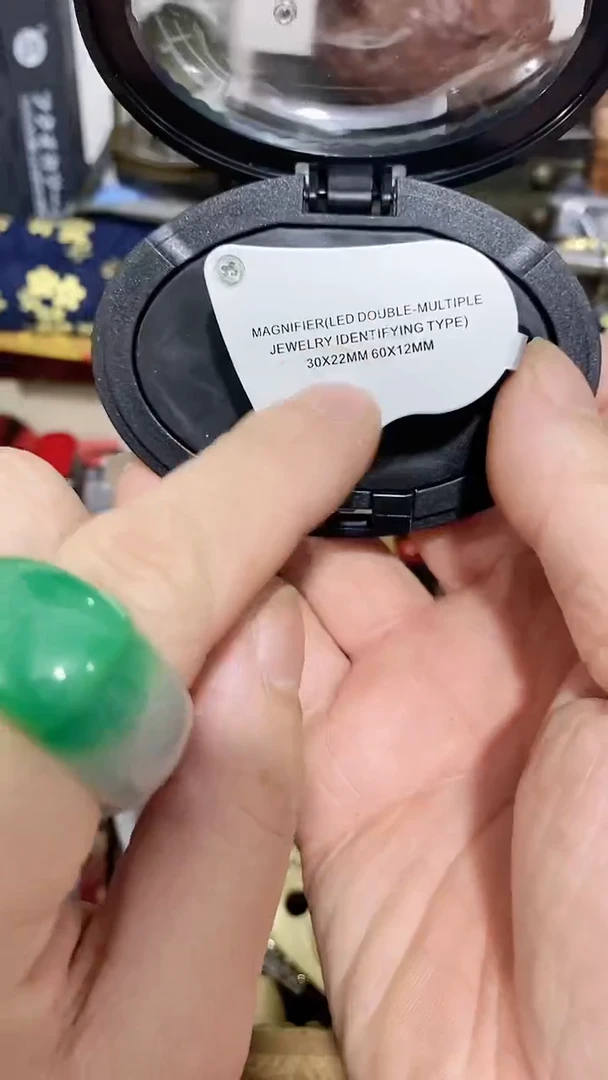 MAGNIFIER(LED DOUBLE-MULTIPLE
JEWELRY IDENTIFYING TYPE)
30X22MM 60X12MM